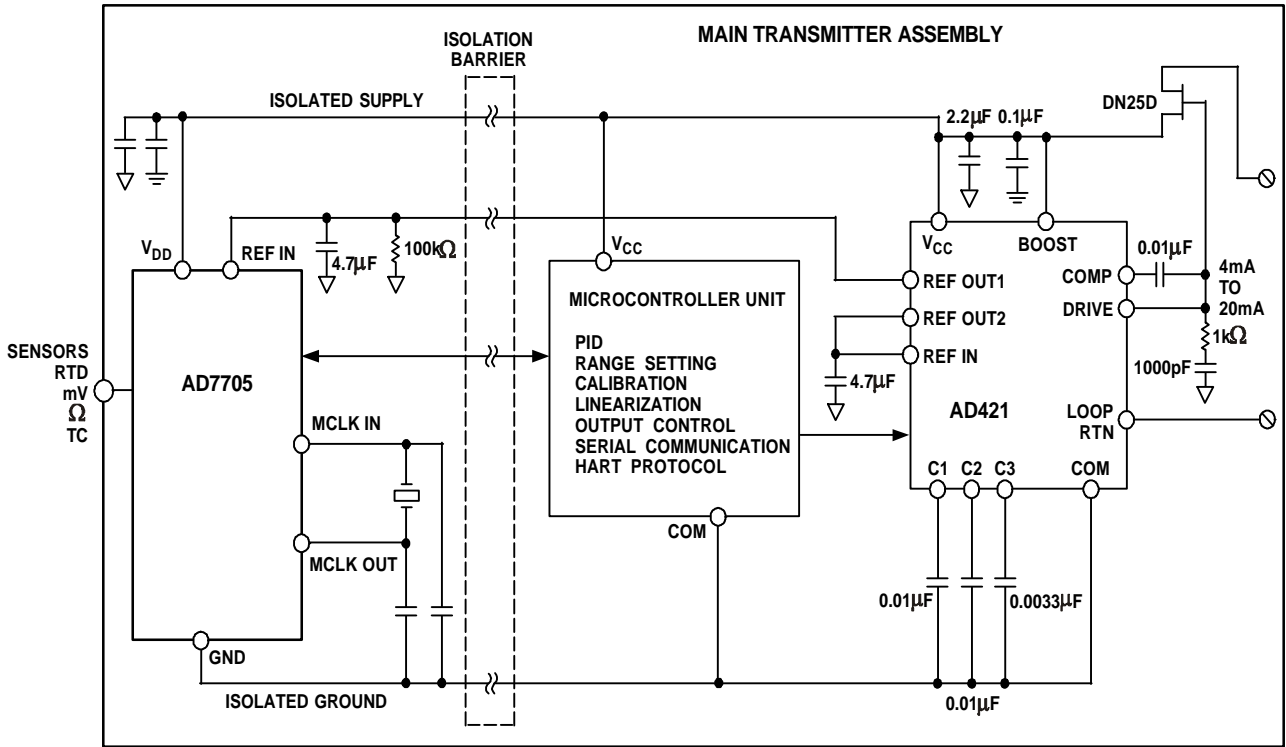 MAIN TRANSMITTER ASSEMBLY
ISOLATION
BARRIER
ISOLATED SUPPLY
DN25D
2.2μF
0.1μF
VDD
REF IN
4.7μF
100kΩ
VCC
VCC
BOOST
0.01μF
COMP
4mA
TO
20mA
DRIVE
1kΩ
1000pF
REF OUT1
REF OUT2
REF IN
4.7μF
AD421
LOOP
RTN
C1
C2
C3
COM
MICROCONTROLLER UNIT
PID
RANGE SETTING
CALIBRATION
LINEARIZATION
OUTPUT CONTROL
SERIAL COMMUNICATION
HART PROTOCOL
COM
SENSORS
RTD
mV
Ω
TC
AD7705
MCLK IN
MCLK OUT
GND
0.01μF
0.0033μF
0.01μF
ISOLATED GROUND